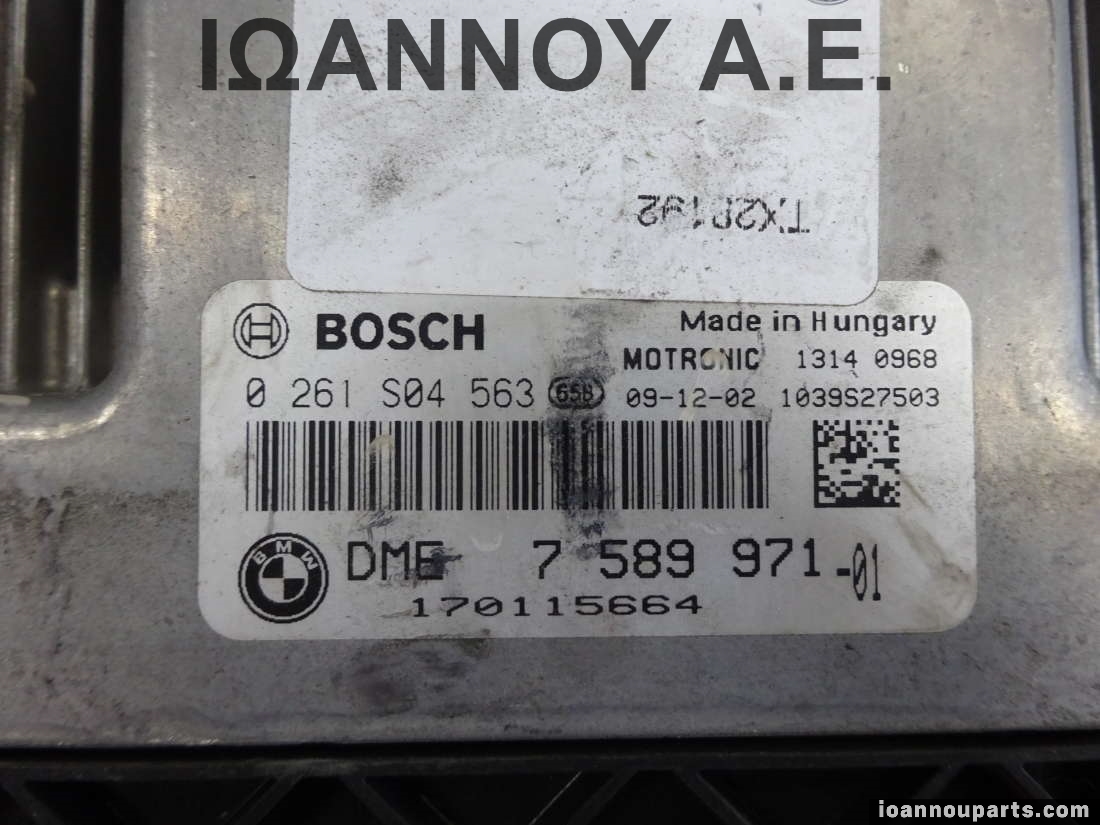 ΙΩΑΝΝΟΥ Α.Ε.
BOSCH
Made in Hungary
MOTRONIC 1314 0968
0 261 S04 563 658 09-12-02 1039S27503
BMW
DME 7 589 971-01
170115664
ioannouparts.com